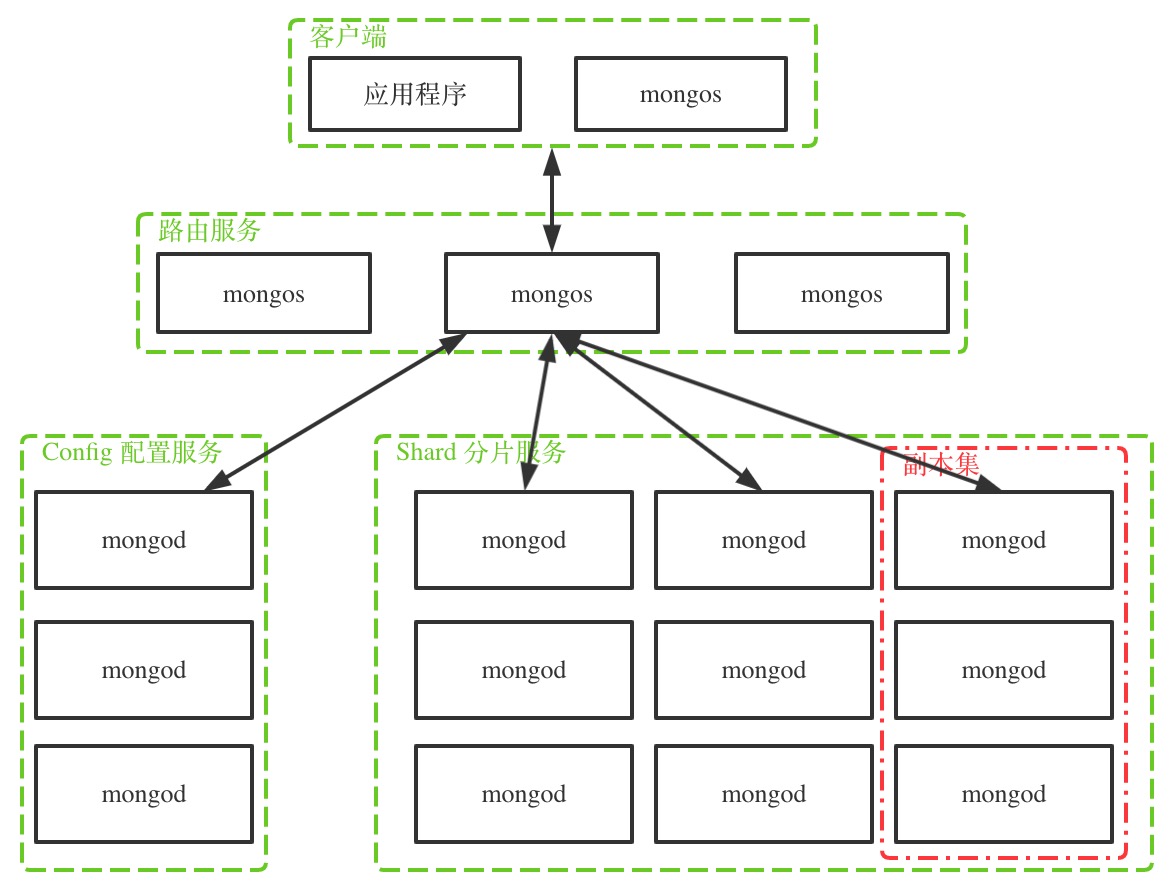 客户端
应用程序
mongos
路由服务
mongos
mongos
mongos
Config 配置服务
mongod
mongod
mongod
Shard 分片服务
副本集
mongod
mongod
mongod
mongod
mongod
mongod
mongod
mongod
mongod